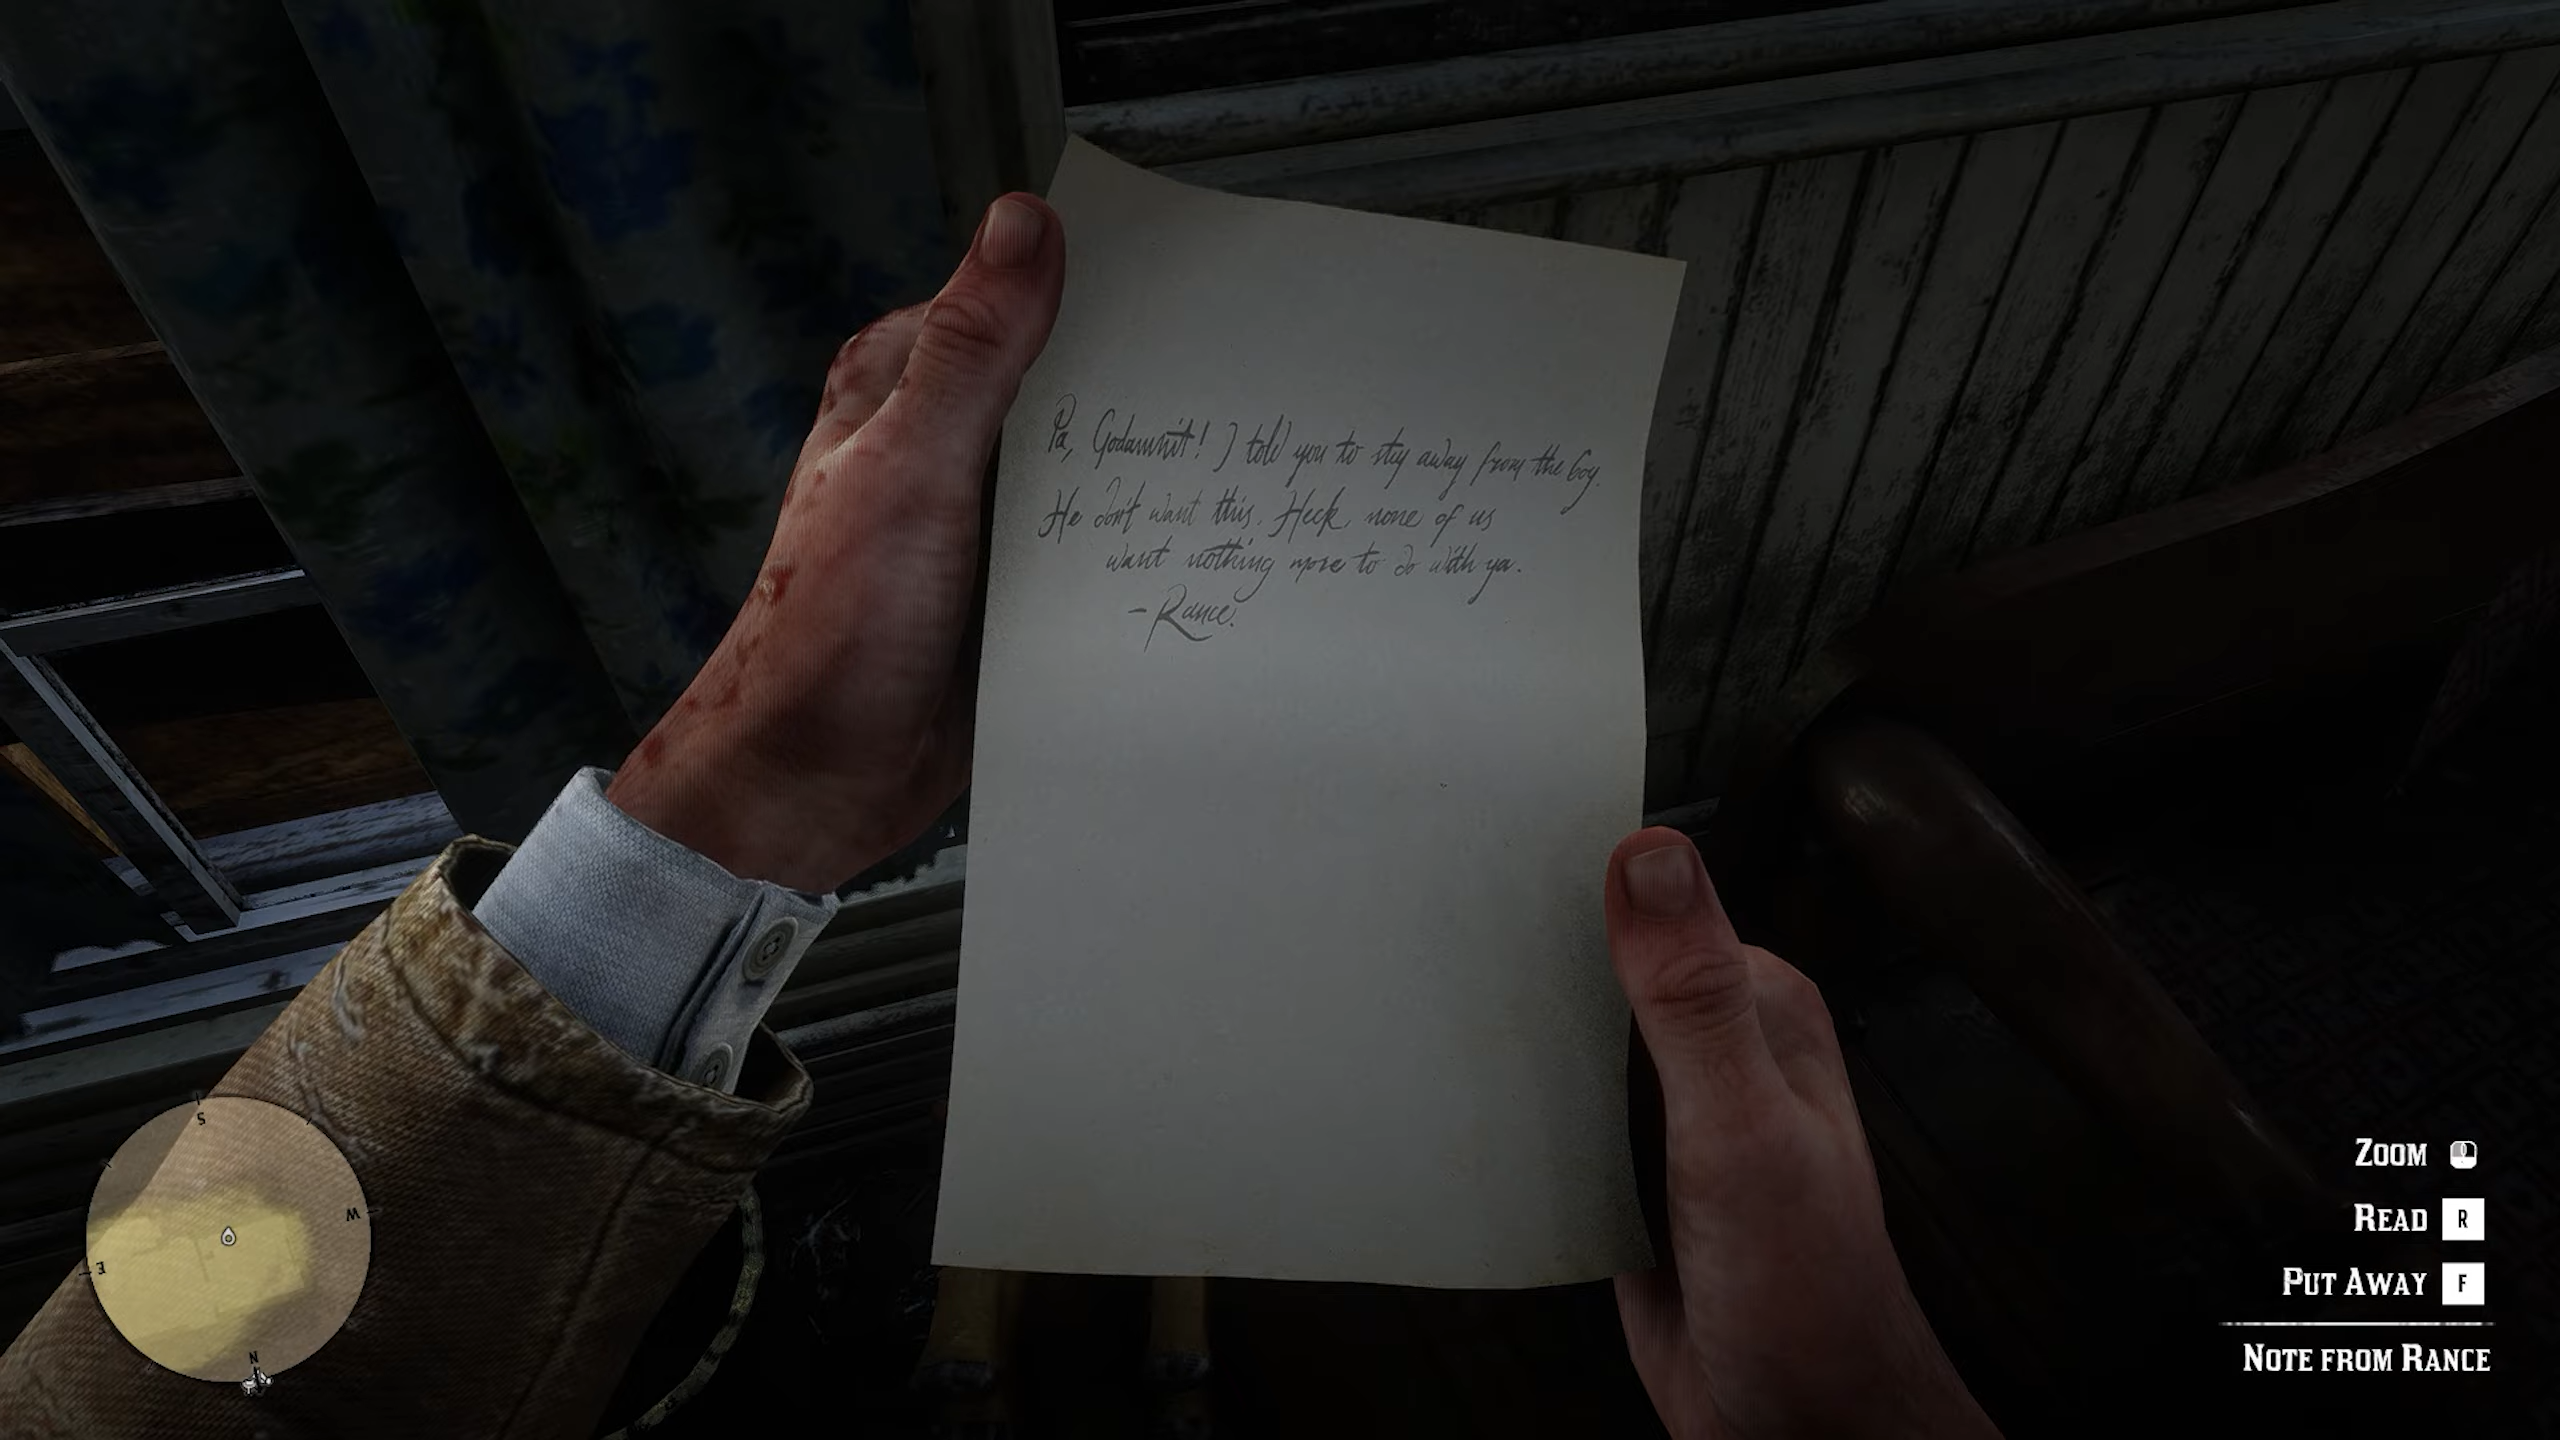 Pa, Godamnit! I told you to stay away from the boy.
He don't want this. Heck, none of us
want nothing more to do with ya.
- Rance.
S
W
E
N
ZOOM
READ R
PUT AWAY F
NOTE FROM RANCE